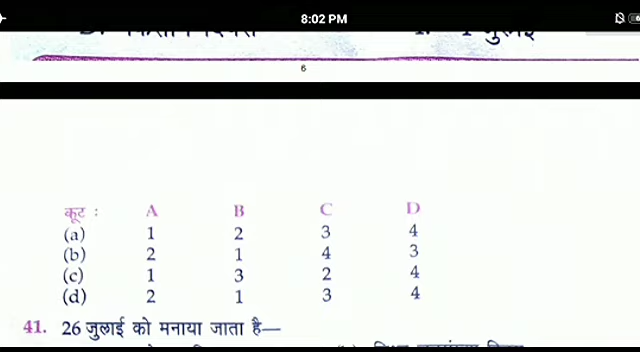 8:02 PM
6
कूट : A B C D
(a) 1 2 3 4
(b) 2 1 4 3
(c) 1 3 2 4
(d) 2 1 3 4
41. 26 जुलाई को मनाया जाता है—